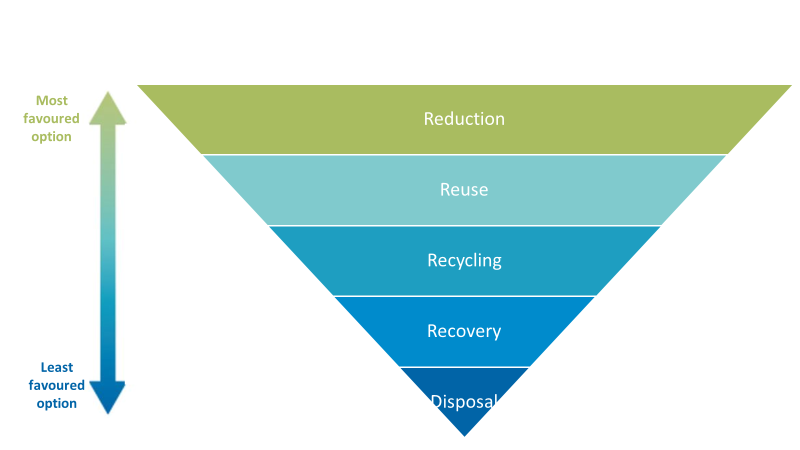 Most
favoured
option
Reduction
Reuse
Recycling
Recovery
Least
favoured
option
Disposal